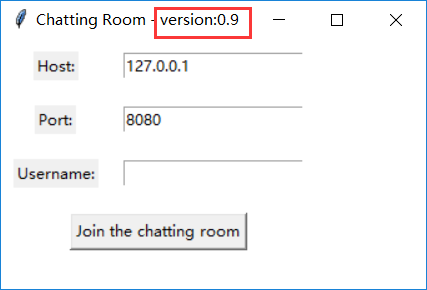 Chatting Room - version:0.9
Host: 127.0.0.1
Port: 8080
Username:
Join the chatting room